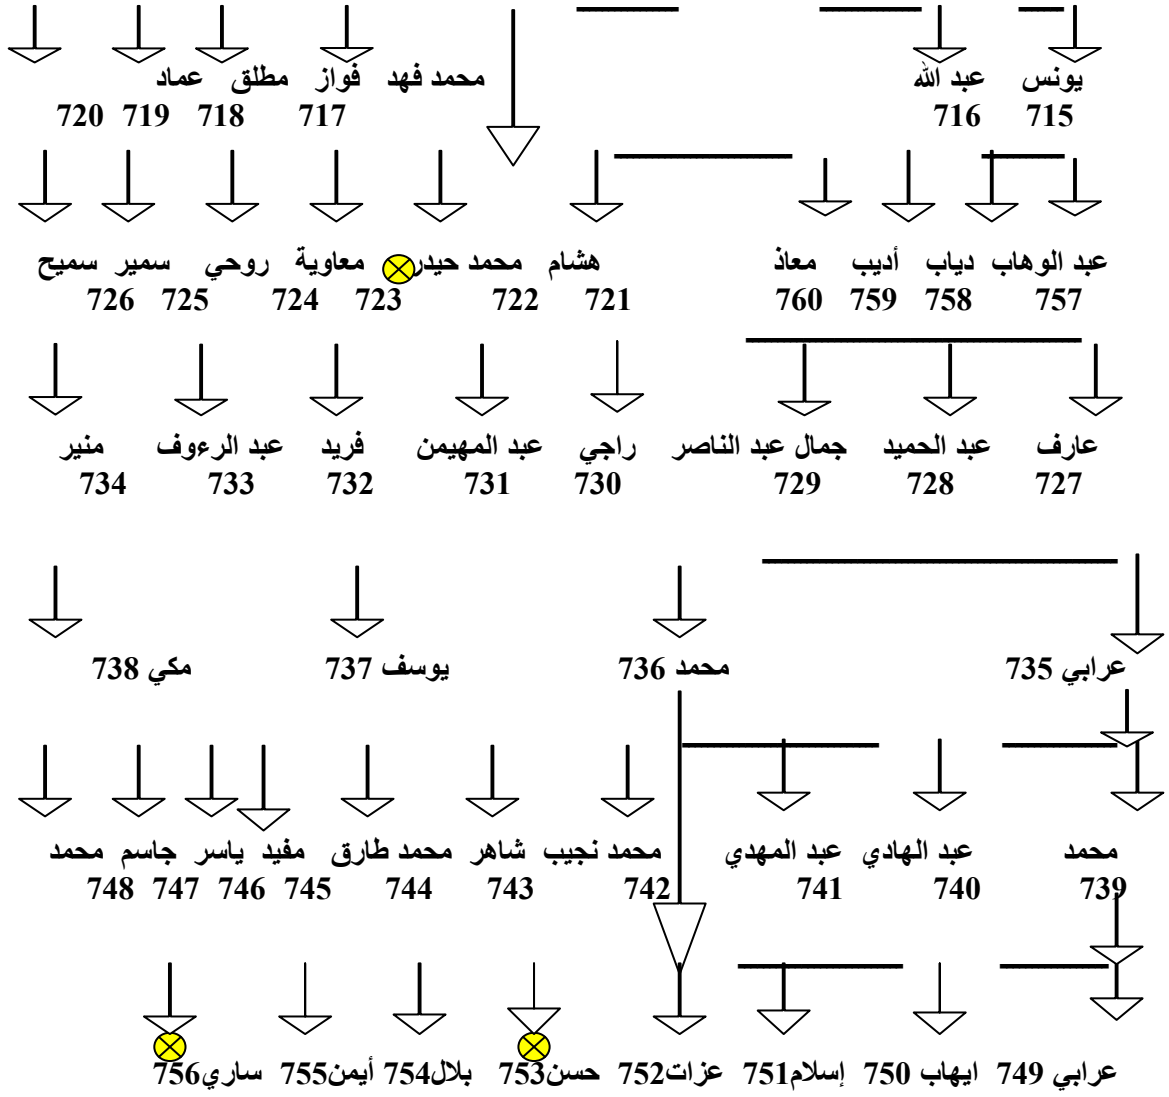 يونس عبد الله محمد فهد فواز مطلق عماد
715 716 717 718 719 720
عبد الوهاب دياب أديب معاذ هشام محمد حيدر معاوية روحي سمير سميح
757 758 759 760 721 722 723 724 725 726
عارف عبد الحميد جمال عبد الناصر راجي عبد المهيمن فريد عبد الرءوف منير
727 728 729 730 731 732 733 734
عرابي 735 محمد 736 يوسف 737 مكي 738
محمد عبد الهادي عبد المهدي محمد نجيب شاهر محمد طارق مفيد ياسر جاسم محمد
739 740 741 742 743 744 745 746 747 748
عرابي 749 ايهاب 750 إسلام751 عزات752 حسن753 بلال754 أيمن755 ساري756